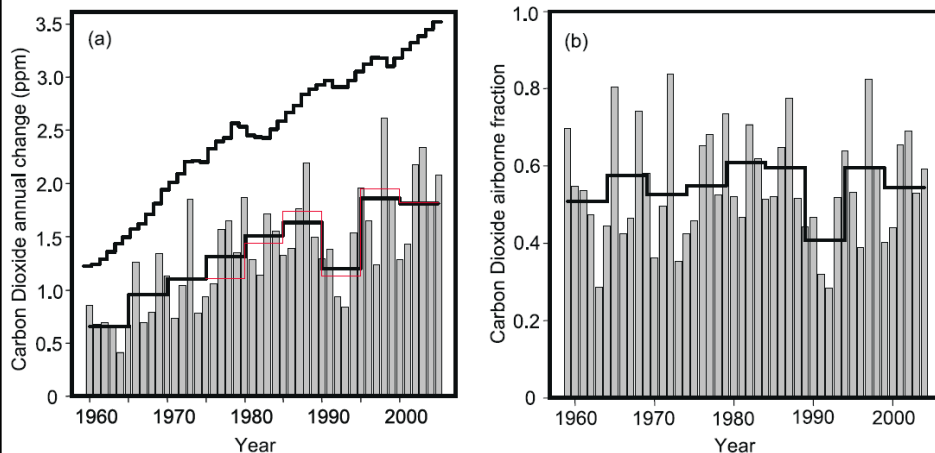 (a)
Carbon Dioxide annual change (ppm)
3.5
3.0
2.5
2.0
1.5
1.0
0.5
0
1960 1970 1980 1990 2000
Year
(b)
Carbon Dioxide airborne fraction
1.0
0.8
0.6
0.4
0.2
0
1960 1970 1980 1990 2000
Year